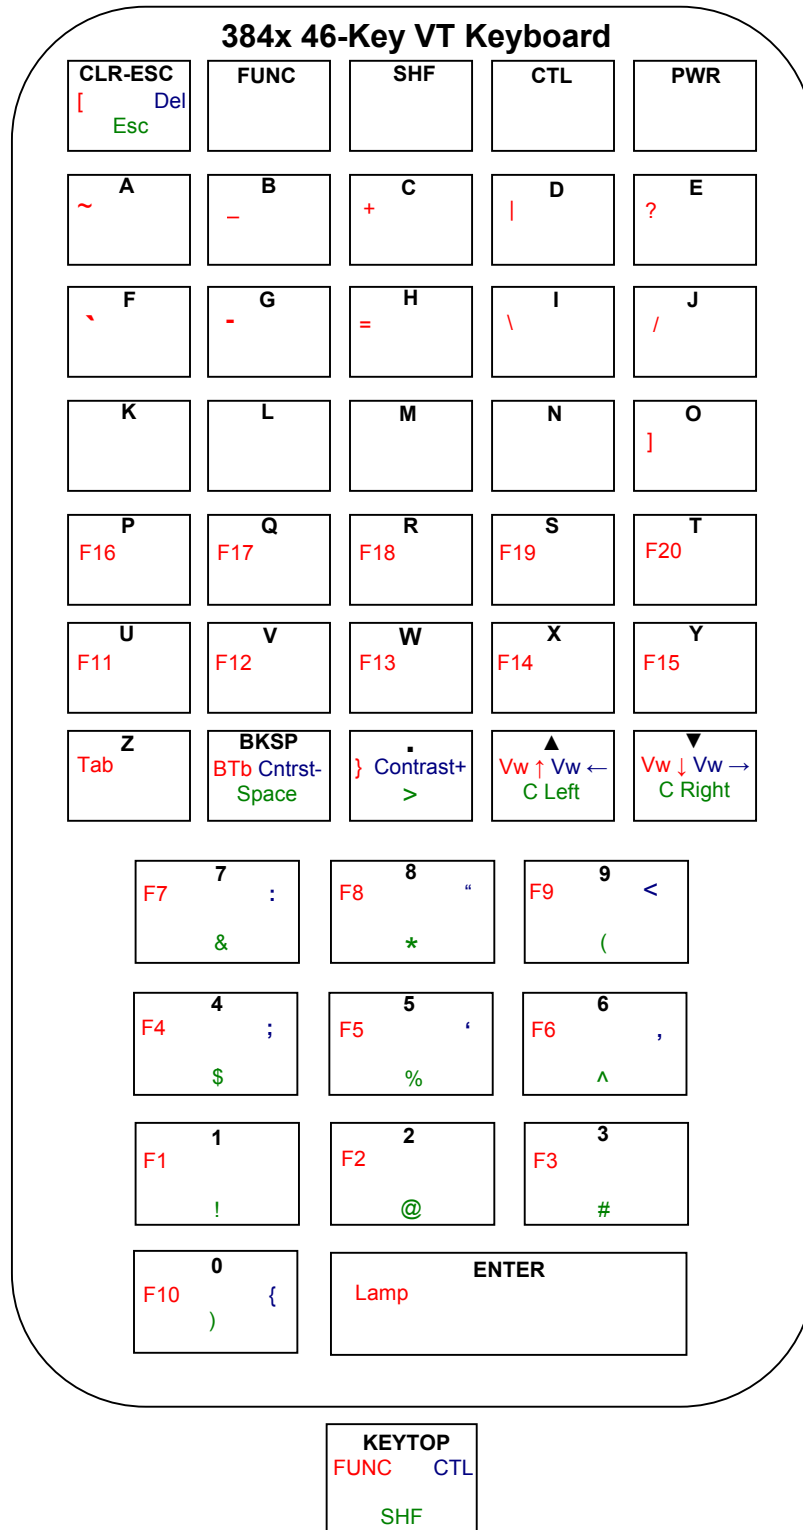 384x 46-Key VT Keyboard
CLR-ESC FUNC SHF CTL PWR
[ Del
Esc
A B C D E
~ _ + | ?
F G H I J
` - = \ /
K L M N O
]
P Q R S T
F16 F17 F18 F19 F20
U V W X Y
F11 F12 F13 F14 F15
Z BKSP . ▲ ▼
Tab BTb Cntrst- } Contrast+ Vw ↑ Vw ← Vw ↓ Vw →
Space > C Left C Right
7 8 9
F7 : F8 “ F9 <
& * (
4 5 6
F4 ; F5 ‘ F6 ,
$ % ^
1 2 3
F1 F2 F3
! @ #
0 ENTER
F10 { Lamp
)
KEYTOP
FUNC CTL
SHF